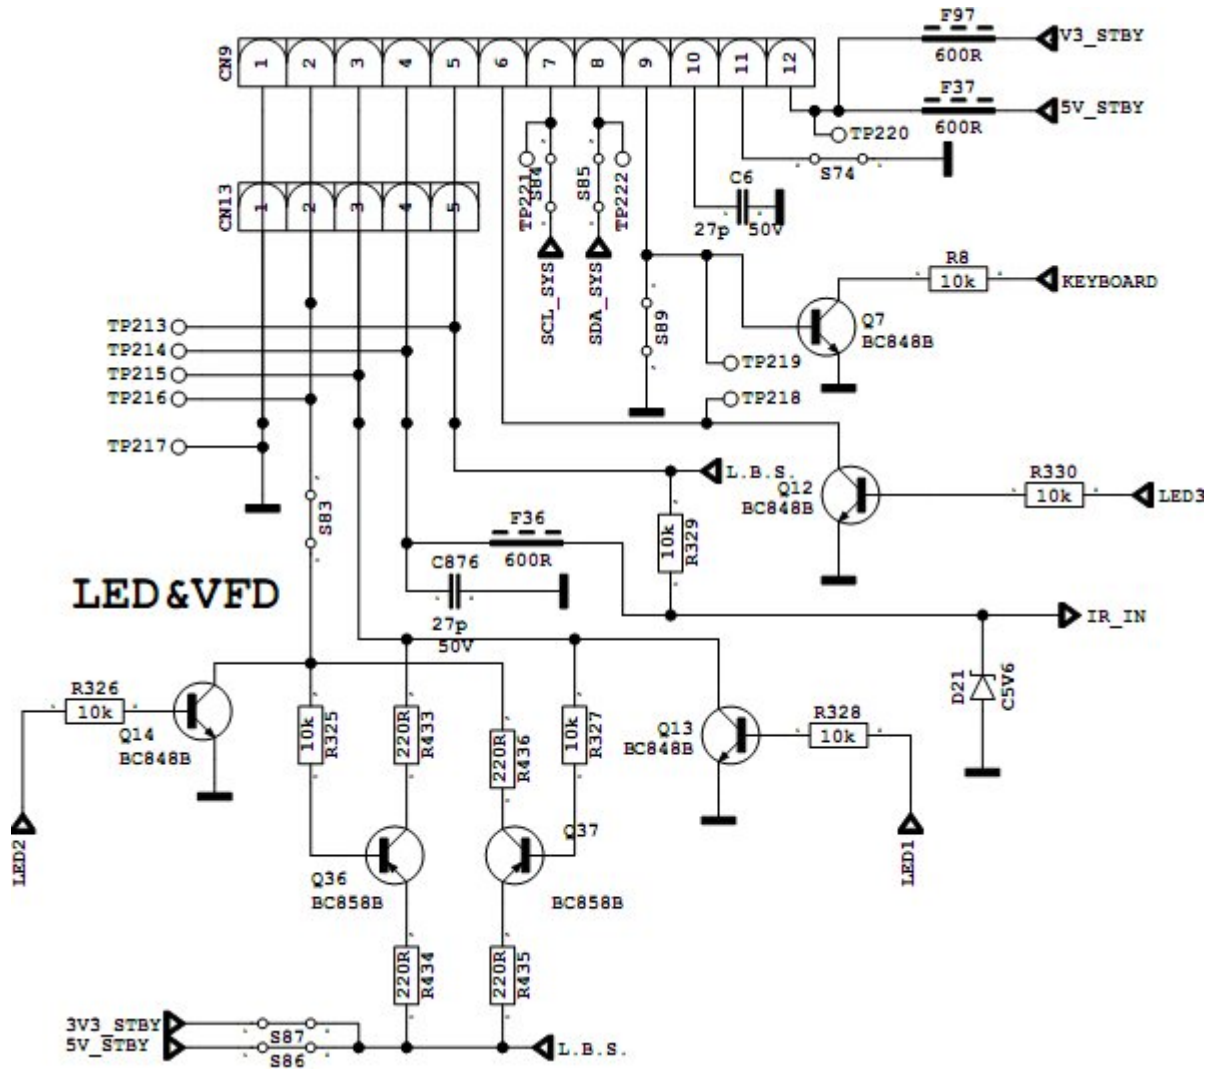 F97
V3_STBY
600R
CN9
1 2 3 4 5 6 7 8 9 10 11 12
F37
5V_STBY
600R
TP220
S74
TP221
S84
S85
TP222
C6
27p 50V
CN13
1 2 3 4 5
SCL_SYS
SDA_SYS
S89
R8
10k
KEYBOARD
Q7
BC848B
TP213
TP214
TP215
TP216
TP217
TP219
TP218
L.B.S.
Q12
BC848B
R330
10k
LED3
S83
F36
600R
10k
R329
C876
27p
50V
LED&VFD
IR_IN
D21
C5V6
R326
10k
Q14
BC848B
10k
R325
220R
R433
220R
R436
10k
R327
Q13
BC848B
R328
10k
LED2
LED1
Q36
BC858B
Q37
BC858B
220R
R434
220R
R435
3V3_STBY
S87
5V_STBY
S86
L.B.S.